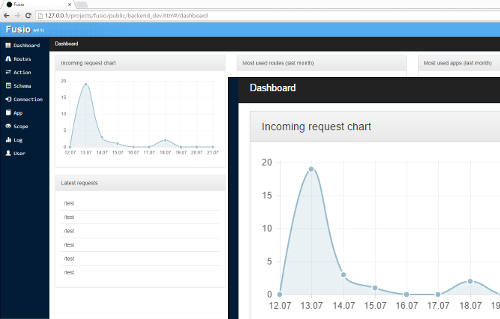 Fusio
127.0.0.1/projects/fusio/public/backend_dev.htm#!/dashboard
Fusio
Dashboard
Routes
Action
Schema
Connection
App
Scope
Log
User
Dashboard
Incoming request chart
20
15
10
5
0
12.07 13.07 14.07 15.07 16.07 17.07 18.07 19.07 20.07 21.07
Latest requests
/test
/test
/test
/test
/test
/test
Most used routes (last month)
Most used apps (last month)
Dashboard
Incoming request chart
20
15
10
5
0
12.07 13.07 14.07 15.07 16.07 17.07 18.07